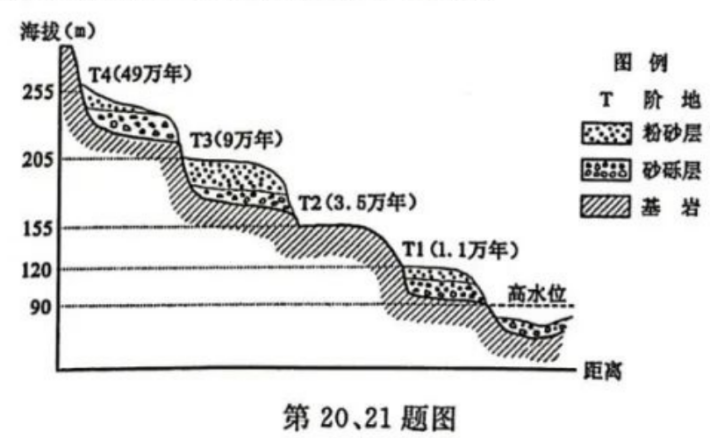 海拔(m)
T4(49万年)
255
T3(9万年)
205
T2(3.5万年)
155
T1(1.1万年)
120
高水位
90
距离
图 例
T 阶 地
粉砂层
砂砾层
基 岩
第 20、21 题图